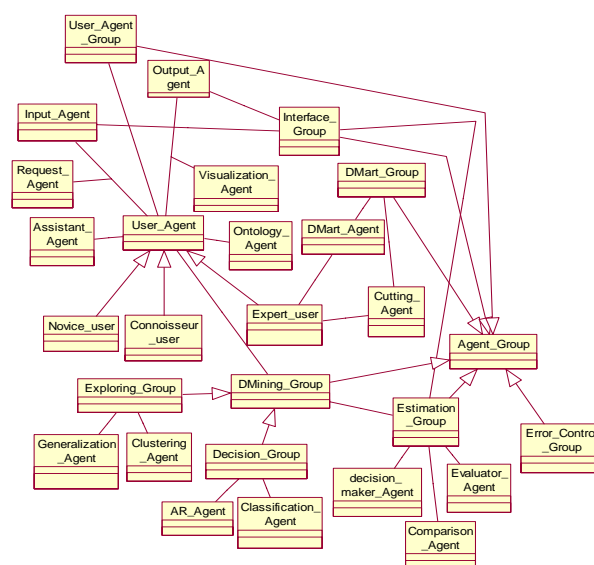 User_Agent
_Group
Output_A
gent
Input_Agent
Interface_
Group
Request_
Agent
Visualization_
Agent
DMart_Group
Assistant_
Agent
User_Agent
Ontology_
Agent
DMart_Agent
Novice_user
Connoisseur
_user
Expert_user
Cutting_
Agent
Agent_Group
Exploring_Group
DMining_Group
Estimation
_Group
Error_Control
_Group
Generalization
_Agent
Clustering
_Agent
Decision_Group
decision_
maker_Agent
Evaluator_
Agent
AR_Agent
Classification_
Agent
Comparison
_Agent